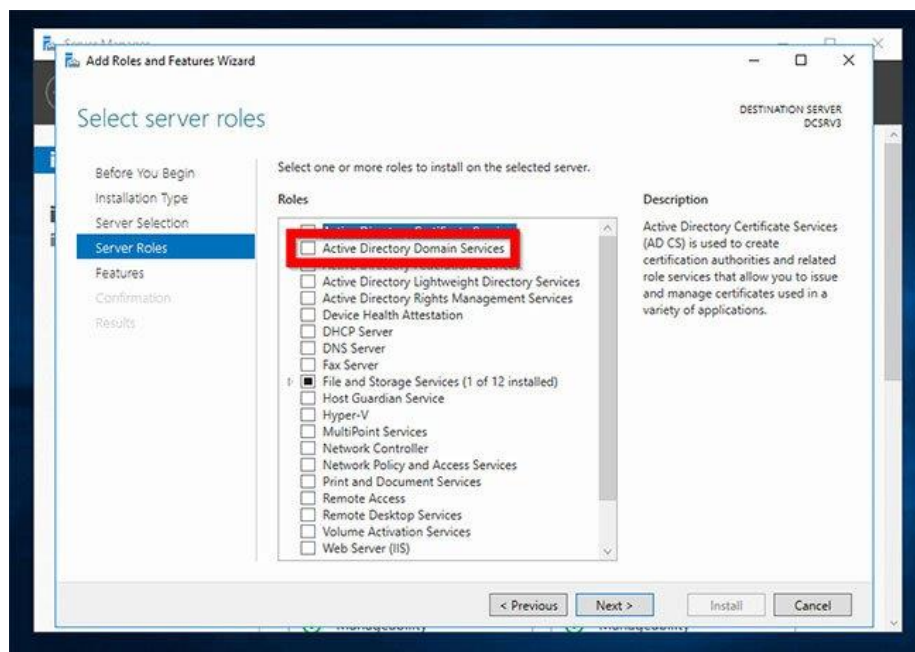 Add Roles and Features Wizard
Select server roles
DESTINATION SERVER
DCSRV3
Before You Begin
Installation Type
Server Selection
Server Roles
Features
Confirmation
Results
Select one or more roles to install on the selected server.
Roles
Active Directory Domain Services
Active Directory Lightweight Directory Services
Active Directory Rights Management Services
Device Health Attestation
DHCP Server
DNS Server
Fax Server
File and Storage Services (1 of 12 installed)
Host Guardian Service
Hyper-V
MultiPoint Services
Network Controller
Network Policy and Access Services
Print and Document Services
Remote Access
Remote Desktop Services
Volume Activation Services
Web Server (IIS)
Description
Active Directory Certificate Services
(AD CS) is used to create
certification authorities and related
role services that allow you to issue
and manage certificates used in a
variety of applications.
< Previous
Next >
Install
Cancel